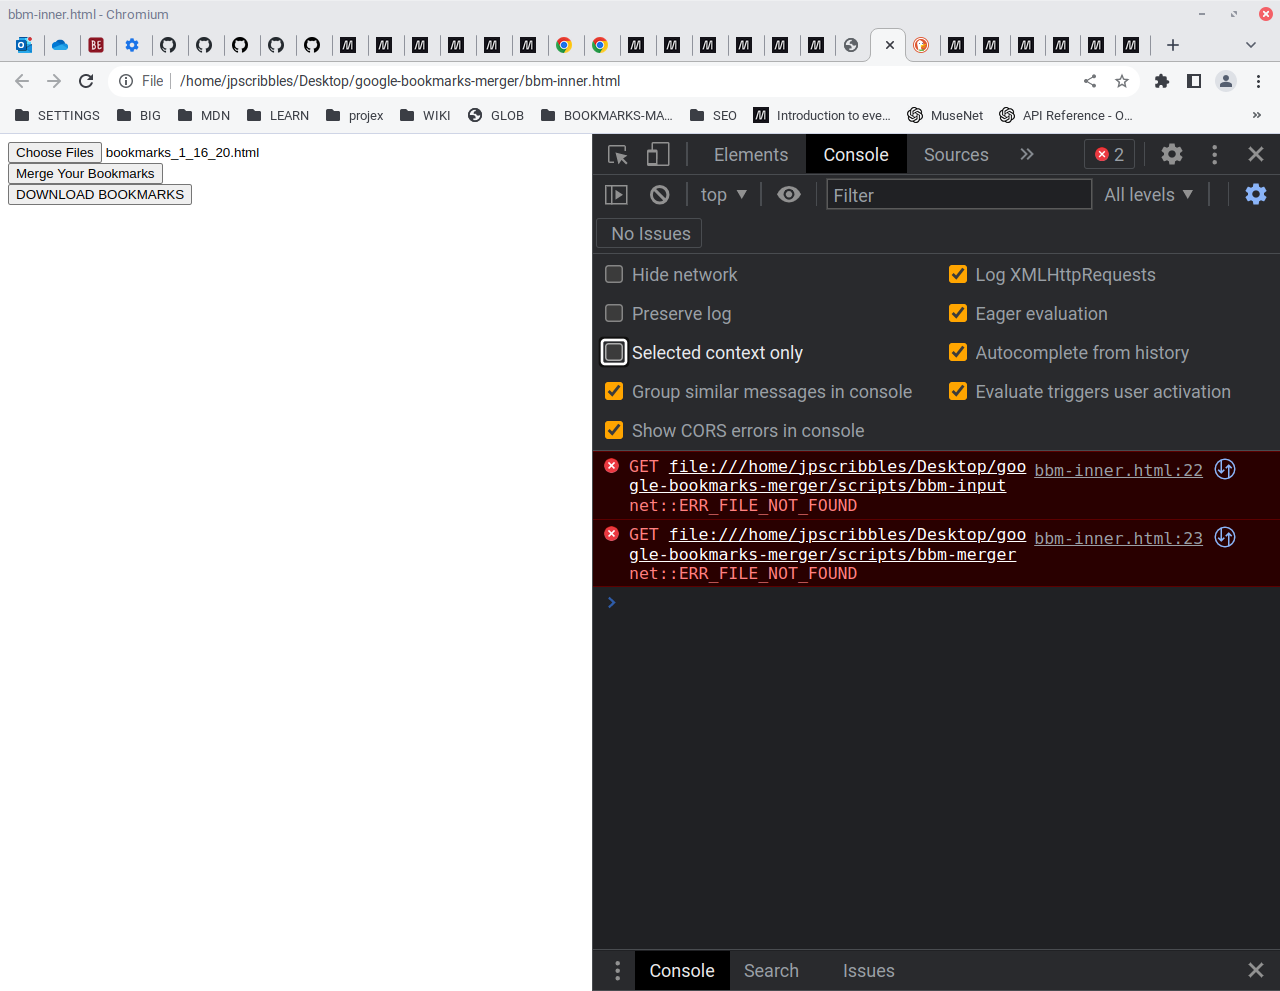 bbm-inner.html - Chromium
BE
File /home/jpscribbles/Desktop/google-bookmarks-merger/bbm-inner.html
SETTINGS BIG MDN LEARN projex WIKI GLOB BOOKMARKS-MA... SEO Introduction to eve... MuseNet API Reference - O... »
Choose Files bookmarks_1_16_20.html
Merge Your Bookmarks
DOWNLOAD BOOKMARKS
Elements Console Sources » 2
top ▼ Filter All levels ▼
No Issues
Hide network Log XMLHttpRequests
Preserve log Eager evaluation
Selected context only Autocomplete from history
Group similar messages in console Evaluate triggers user activation
Show CORS errors in console
GET file:///home/jpscribbles/Desktop/goo bbm-inner.html:22
gle-bookmarks-merger/scripts/bbm-input
net::ERR_FILE_NOT_FOUND
GET file:///home/jpscribbles/Desktop/goo bbm-inner.html:23
gle-bookmarks-merger/scripts/bbm-merger
net::ERR_FILE_NOT_FOUND
Console Search Issues